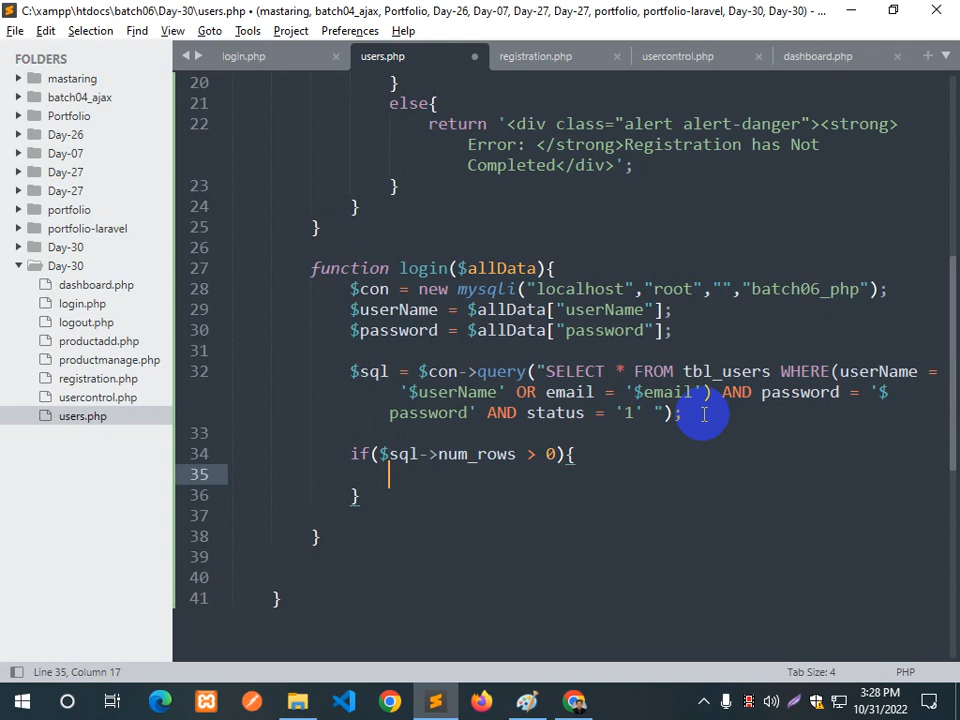 C:\xampp\htdocs\batch06\Day-30\users.php • (mastaring, batch04_ajax, Portfolio, Day-26, Day-07, Day-27, Day-27, portfolio, portfolio-laravel, Day-30, Day-30) - ...
File Edit Selection Find View Goto Tools Project Preferences Help
FOLDERS
mastaring
batch04_ajax
Portfolio
Day-26
Day-07
Day-27
Day-27
portfolio
portfolio-laravel
Day-30
Day-30
dashboard.php
login.php
logout.php
productadd.php
productmanage.php
registration.php
usercontrol.php
users.php
login.php users.php registration.php usercontrol.php dashboard.php
20 }
21 else{
22 return '<div class="alert alert-danger"><strong>
Error: </strong>Registration has Not
Completed</div>';
23 }
24 }
25 }
26
27 function login($allData){
28 $con = new mysqli("localhost","root","","batch06_php");
29 $userName = $allData["userName"];
30 $password = $allData["password"];
31
32 $sql = $con->query("SELECT * FROM tbl_users WHERE(userName =
'$userName' OR email = '$email') AND password = '$
password' AND status = '1' ");
33
34 if($sql->num_rows > 0){
35
36 }
37
38 }
39
40
41 }
Line 35, Column 17 Tab Size: 4 PHP
3:28 PM
10/31/2022